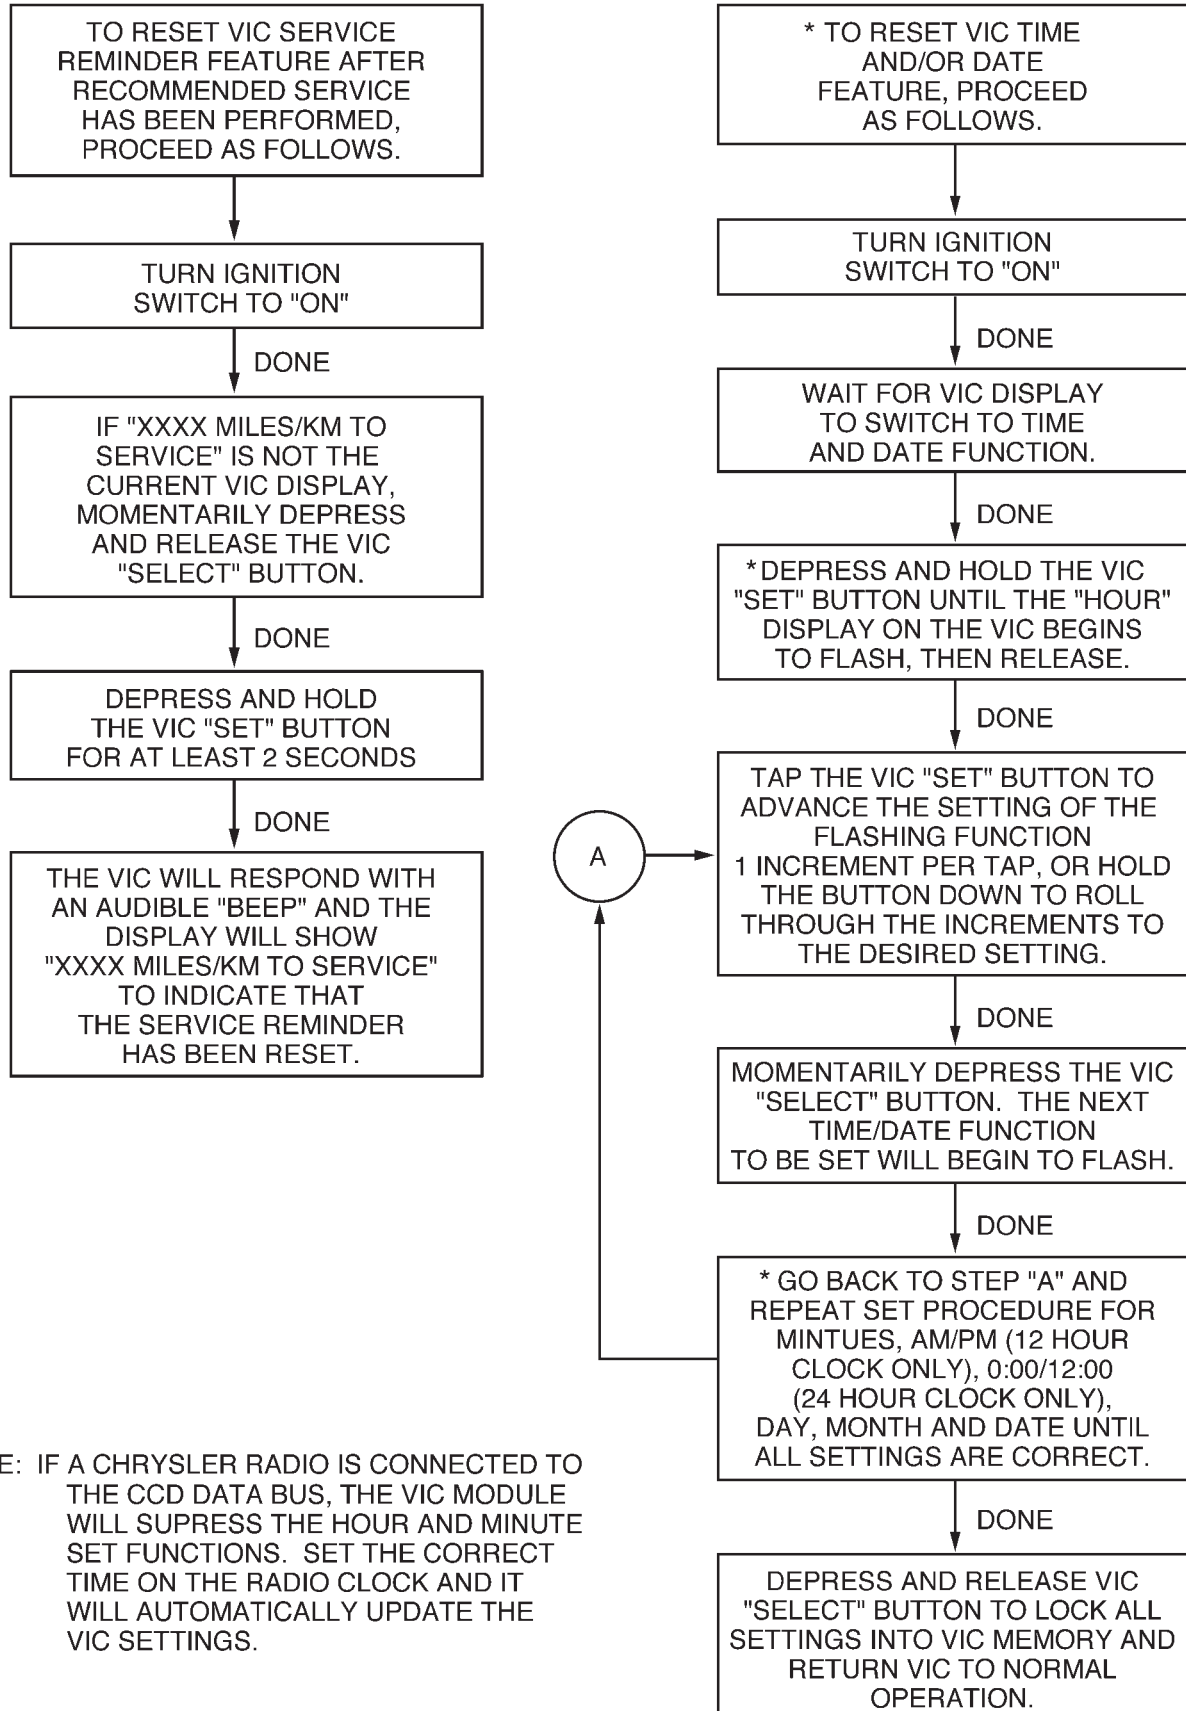 TO RESET VIC SERVICE
REMINDER FEATURE AFTER
RECOMMENDED SERVICE
HAS BEEN PERFORMED,
PROCEED AS FOLLOWS.
TURN IGNITION
SWITCH TO "ON"
DONE
IF "XXXX MILES/KM TO
SERVICE" IS NOT THE
CURRENT VIC DISPLAY,
MOMENTARILY DEPRESS
AND RELEASE THE VIC
"SELECT" BUTTON.
DONE
DEPRESS AND HOLD
THE VIC "SET" BUTTON
FOR AT LEAST 2 SECONDS
DONE
THE VIC WILL RESPOND WITH
AN AUDIBLE "BEEP" AND THE
DISPLAY WILL SHOW
"XXXX MILES/KM TO SERVICE"
TO INDICATE THAT
THE SERVICE REMINDER
HAS BEEN RESET.
* TO RESET VIC TIME
AND/OR DATE
FEATURE, PROCEED
AS FOLLOWS.
TURN IGNITION
SWITCH TO "ON"
DONE
WAIT FOR VIC DISPLAY
TO SWITCH TO TIME
AND DATE FUNCTION.
DONE
* DEPRESS AND HOLD THE VIC
"SET" BUTTON UNTIL THE "HOUR"
DISPLAY ON THE VIC BEGINS
TO FLASH, THEN RELEASE.
DONE
A
TAP THE VIC "SET" BUTTON TO
ADVANCE THE SETTING OF THE
FLASHING FUNCTION
1 INCREMENT PER TAP, OR HOLD
THE BUTTON DOWN TO ROLL
THROUGH THE INCREMENTS TO
THE DESIRED SETTING.
DONE
MOMENTARILY DEPRESS THE VIC
"SELECT" BUTTON. THE NEXT
TIME/DATE FUNCTION
TO BE SET WILL BEGIN TO FLASH.
DONE
* GO BACK TO STEP "A" AND
REPEAT SET PROCEDURE FOR
MINTUES, AM/PM (12 HOUR
CLOCK ONLY), 0:00/12:00
(24 HOUR CLOCK ONLY),
DAY, MONTH AND DATE UNTIL
ALL SETTINGS ARE CORRECT.
DONE
DEPRESS AND RELEASE VIC
"SELECT" BUTTON TO LOCK ALL
SETTINGS INTO VIC MEMORY AND
RETURN VIC TO NORMAL
OPERATION.
E: IF A CHRYSLER RADIO IS CONNECTED TO
THE CCD DATA BUS, THE VIC MODULE
WILL SUPRESS THE HOUR AND MINUTE
SET FUNCTIONS. SET THE CORRECT
TIME ON THE RADIO CLOCK AND IT
WILL AUTOMATICALLY UPDATE THE
VIC SETTINGS.